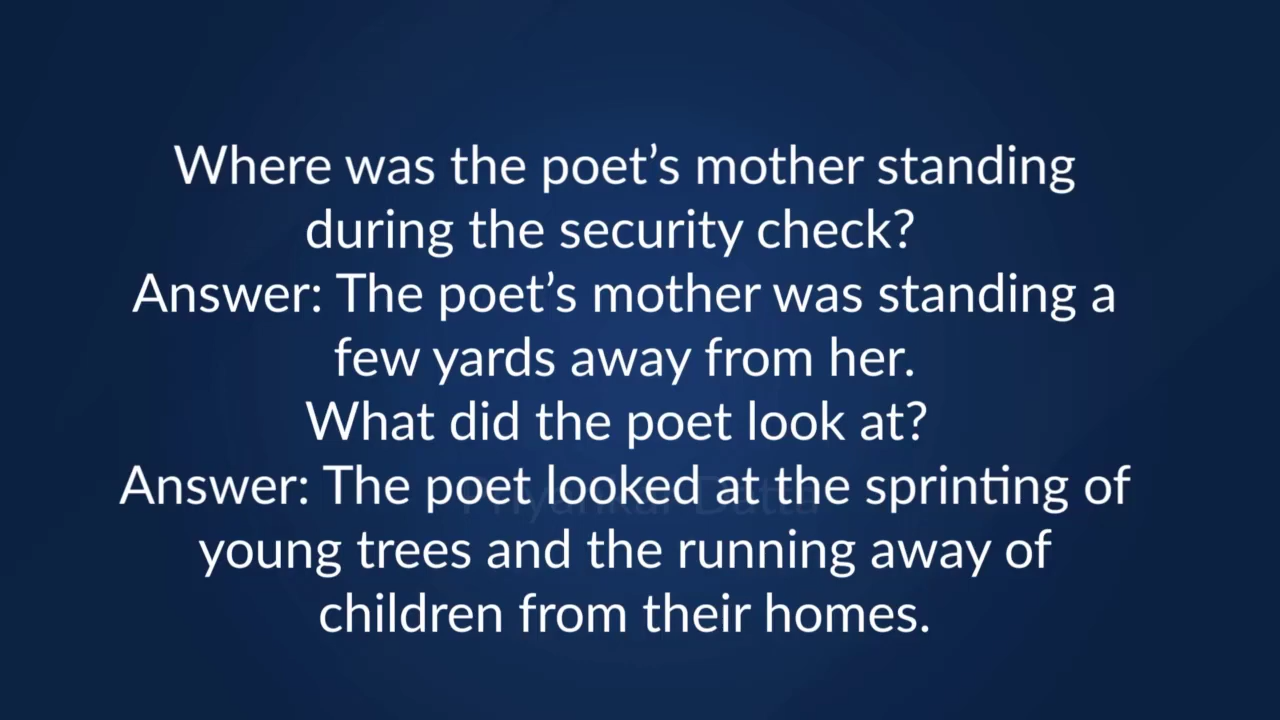 Where was the poet’s mother standing
during the security check?
Answer: The poet’s mother was standing a
few yards away from her.
What did the poet look at?
Answer: The poet looked at the sprinting of
young trees and the running away of
children from their homes.